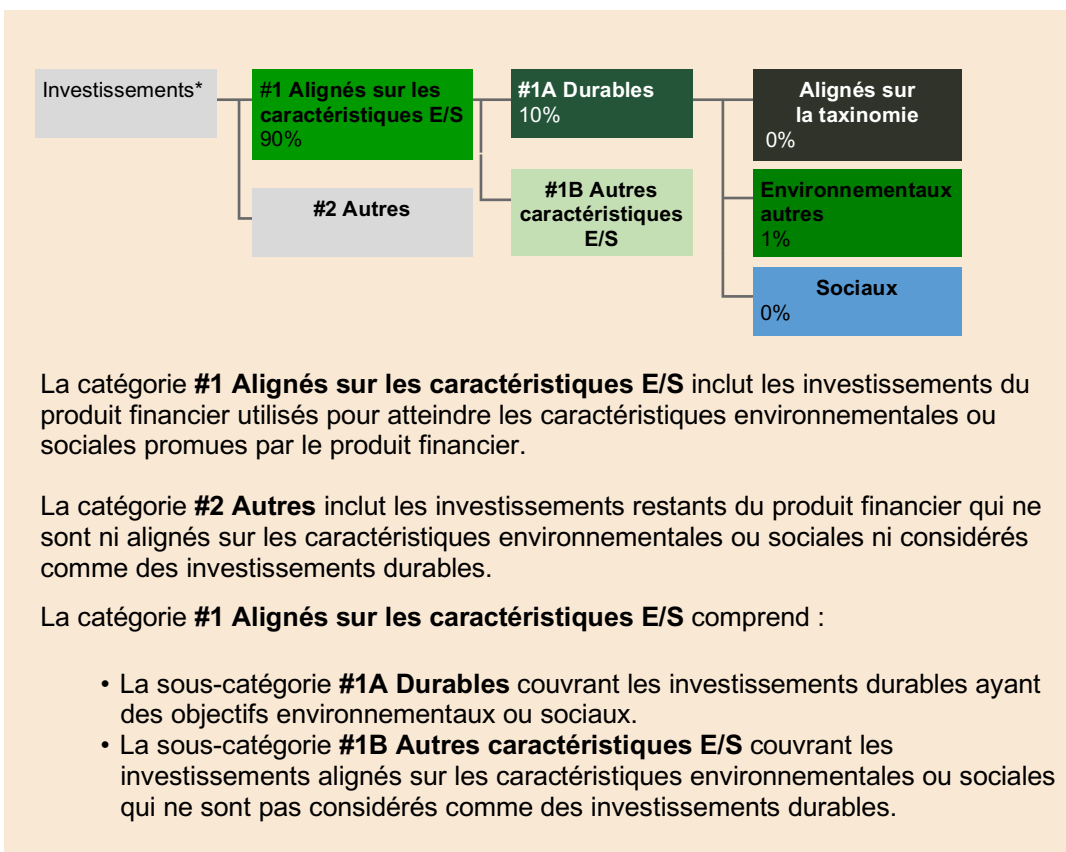 Investissements*
#1 Alignés sur les
caractéristiques E/S
90%
#2 Autres
#1A Durables
10%
#1B Autres
caractéristiques
E/S
Alignés sur
la taxinomie
0%
Environnementaux
autres
1%
Sociaux
0%
La catégorie #1 Alignés sur les caractéristiques E/S inclut les investissements du
produit financier utilisés pour atteindre les caractéristiques environnementales ou
sociales promues par le produit financier.
La catégorie #2 Autres inclut les investissements restants du produit financier qui ne
sont ni alignés sur les caractéristiques environnementales ou sociales ni considérés
comme des investissements durables.
La catégorie #1 Alignés sur les caractéristiques E/S comprend :
• La sous-catégorie #1A Durables couvrant les investissements durables ayant
des objectifs environnementaux ou sociaux.
• La sous-catégorie #1B Autres caractéristiques E/S couvrant les
investissements alignés sur les caractéristiques environnementales ou sociales
qui ne sont pas considérés comme des investissements durables.